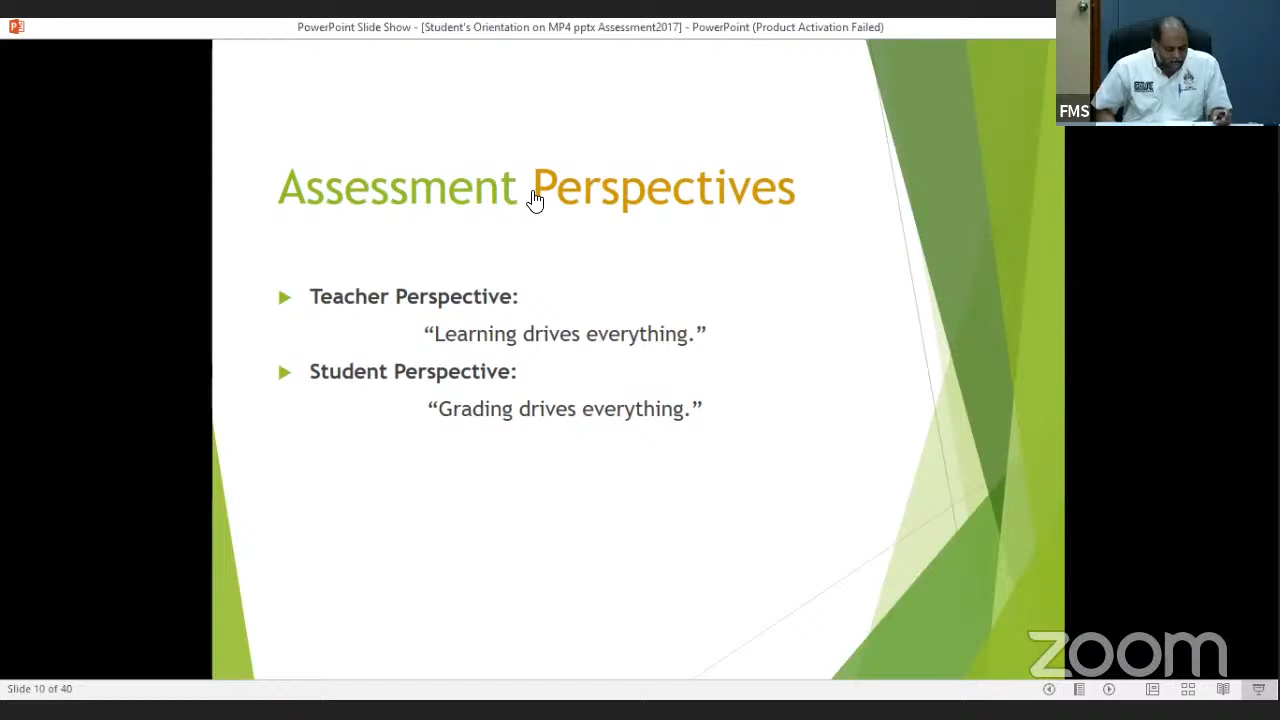 PowerPoint Slide Show - [Student's Orientation on MP4 pptx Assessment2017] - PowerPoint (Product Activation Failed)
FMS
Assessment Perspectives
Teacher Perspective:
“Learning drives everything.”
Student Perspective:
“Grading drives everything.”
zoom
Slide 10 of 40